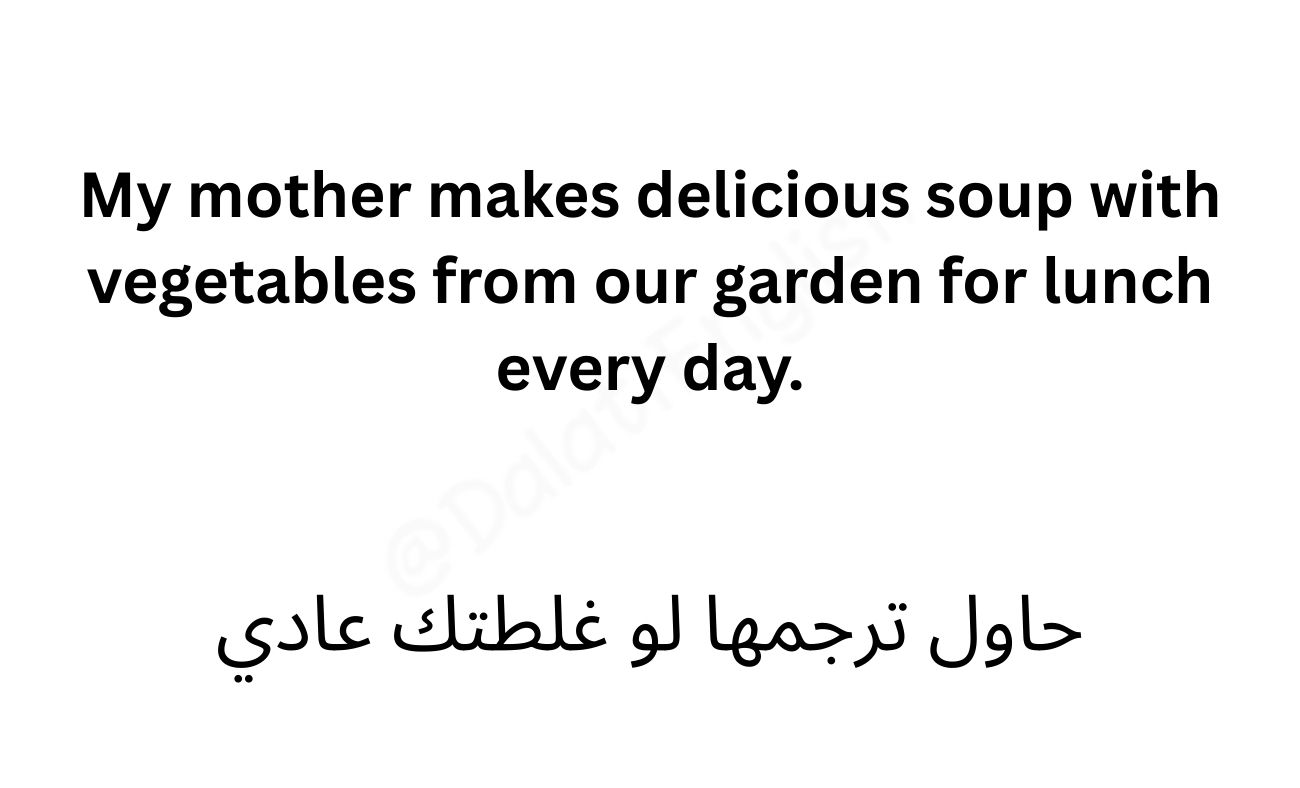 My mother makes delicious soup with
vegetables from our garden for lunch
every day.
@DalatEnglish
حاول ترجمها لو غلطتك عادي